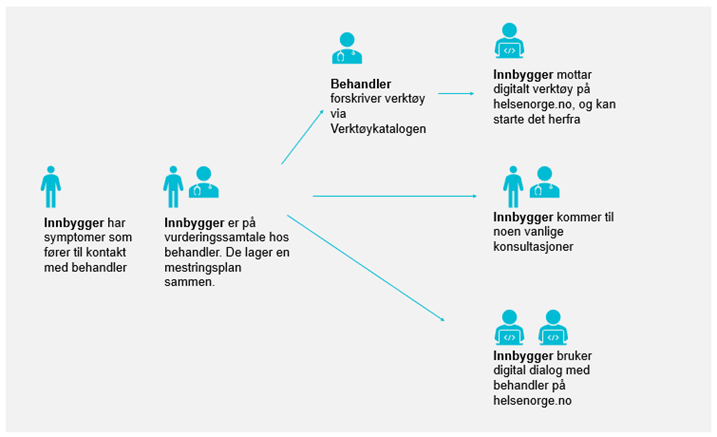 Behandler
forskriver verktøy
via
Verktøykatalogen
Innbygger mottar
digitalt verktøy på
helsenorge.no, og kan
starte det herfra
Innbygger har
symptomer som
fører til kontakt
med behandler
Innbygger er på
vurderingssamtale hos
behandler. De lager en
mestringsplan
sammen.
Innbygger kommer til
noen vanlige
konsultasjoner
Innbygger bruker
digital dialog med
behandler på
helsenorge.no